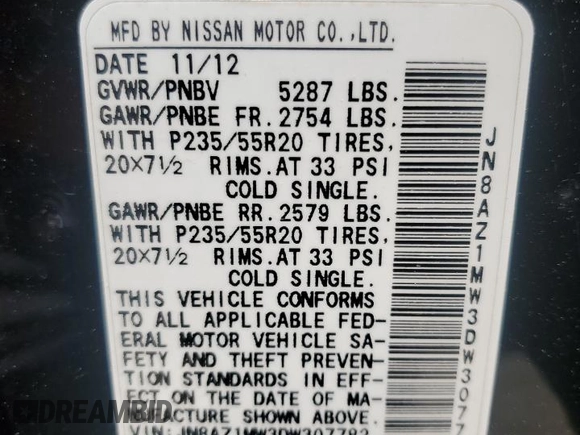 MFD BY NISSAN MOTOR CO.,LTD.
DATE 11/12
GVWR/PNBV 5287 LBS.
GAWR/PNBE FR.2754 LBS.
WITH P235/55R20 TIRES,
20×7½ RIMS.AT 33 PSI
COLD SINGLE.
GAWR/PNBE RR.2579 LBS.
WITH P235/55R20 TIRES,
20×7½ RIMS.AT 33 PSI
COLD SINGLE.
THIS VEHICLE CONFORMS
TO ALL APPLICABLE FED-
ERAL MOTOR VEHICLE SA-
FETY AND THEFT PREVEN-
TION STANDARDS IN EFF-
ECT ON THE DATE OF MA-
NUFACTURE SHOWN ABOVE.
VIN: JN8AZ1MW3DW307782
JN8AZ1MW3DW3077
DREAMBID